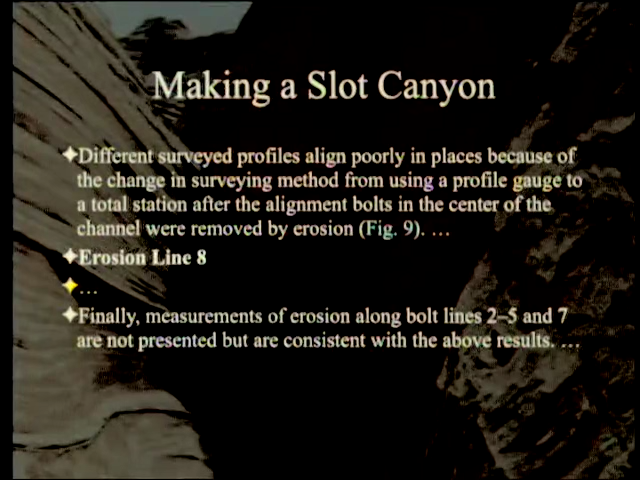 Making a Slot Canyon
Different surveyed profiles align poorly in places because of
the change in surveying method from using a profile gauge to
a total station after the alignment bolts in the center of the
channel were removed by erosion (Fig. 9). …
Erosion Line 8
…
Finally, measurements of erosion along bolt lines 2–5 and 7
are not presented but are consistent with the above results. …